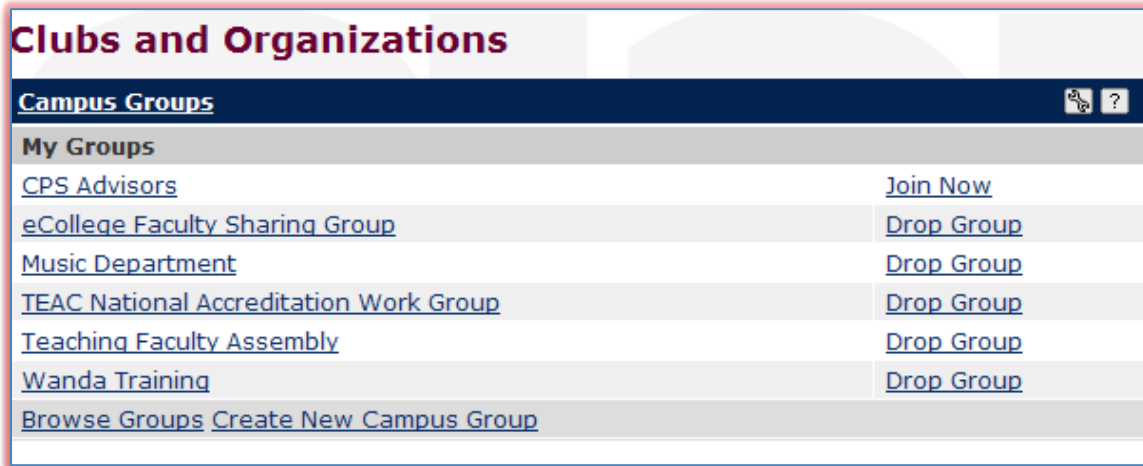 Clubs and Organizations
Campus Groups ?
My Groups
CPS Advisors Join Now
eCollege Faculty Sharing Group Drop Group
Music Department Drop Group
TEAC National Accreditation Work Group Drop Group
Teaching Faculty Assembly Drop Group
Wanda Training Drop Group
Browse Groups Create New Campus Group